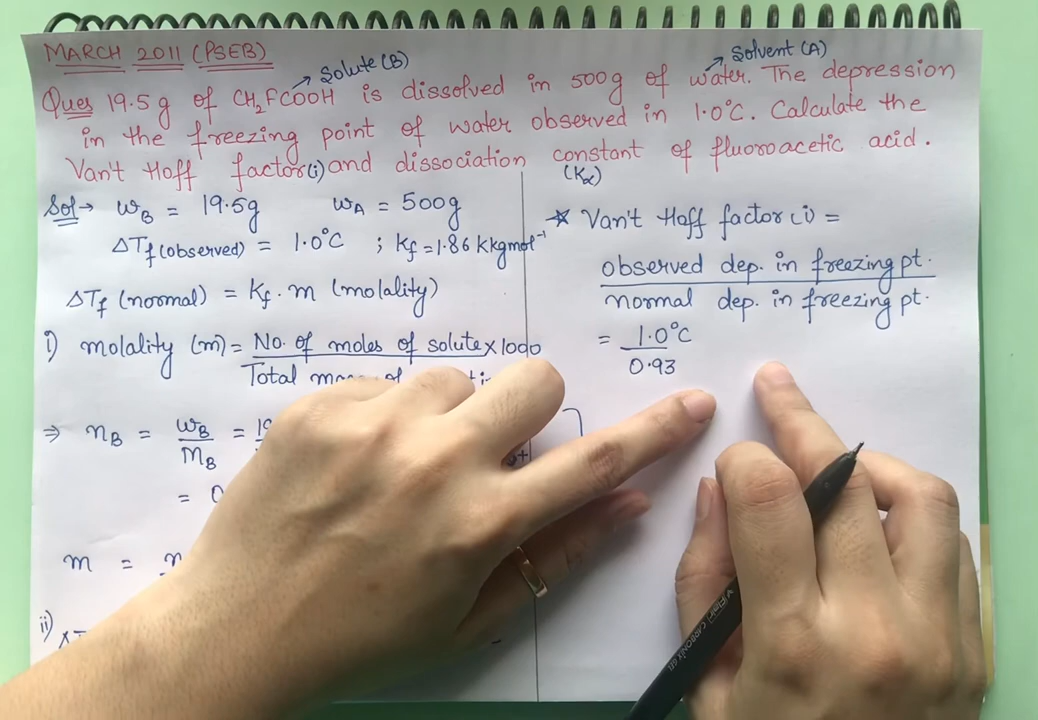 MARCH 2011 (PSEB)
→ Solute (B)
→ Solvent (A)
Ques 19.5 g of CH₂FCOOH is dissolved in 500g of water. The depression
in the freezing point of water observed in 1.0°C. Calculate the
Van't Hoff factor (i) and dissociation constant of fluoroacetic acid.
(Kα)
Sol → wB = 19.5g wA = 500g
ΔTf (observed) = 1.0°C ; Kf = 1.86 K kg mol⁻¹
ΔTf (normal) = Kf . m (molality)
i) molality (m) = No. of moles of solute × 1000
Total
⇒ nB = wB =
MB
=
m =
ii)
* Van't Hoff factor (i) =
observed dep. in freezing pt.
normal dep. in freezing pt.
= 1.0°C
0.93